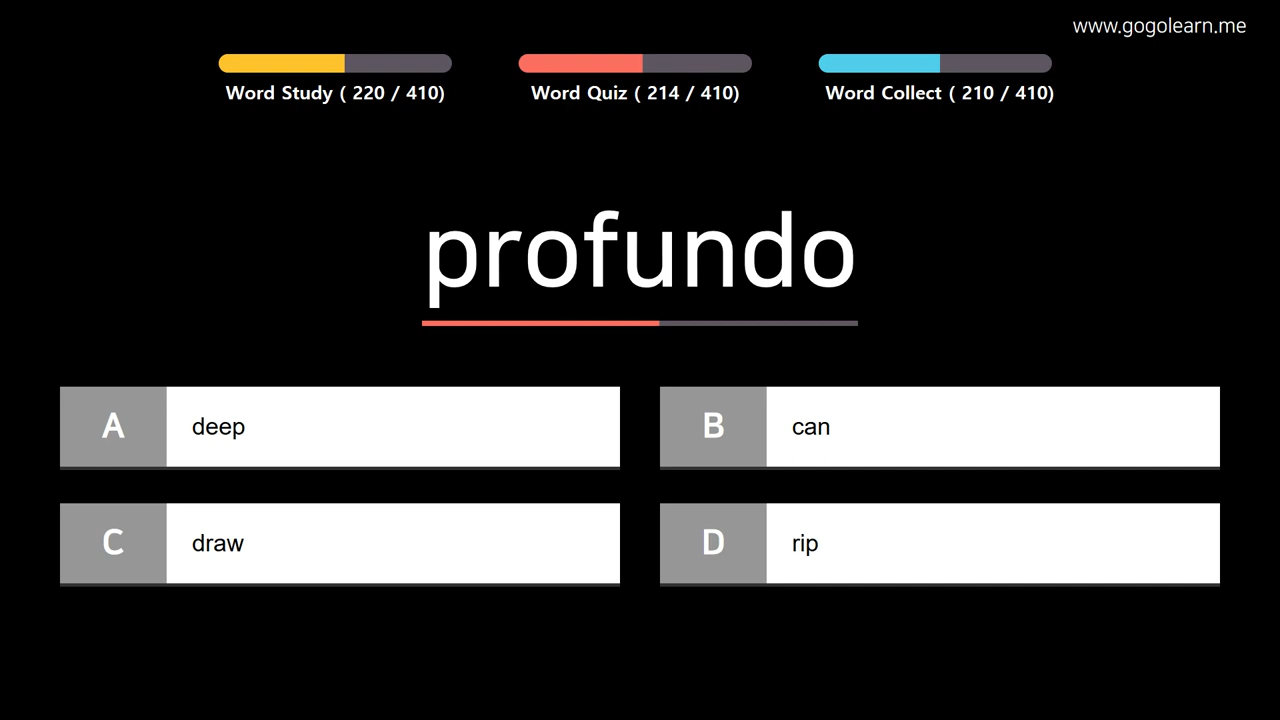 www.gogolearn.me
Word Study ( 220 / 410)
Word Quiz ( 214 / 410)
Word Collect ( 210 / 410)
profundo
A deep
B can
C draw
D rip